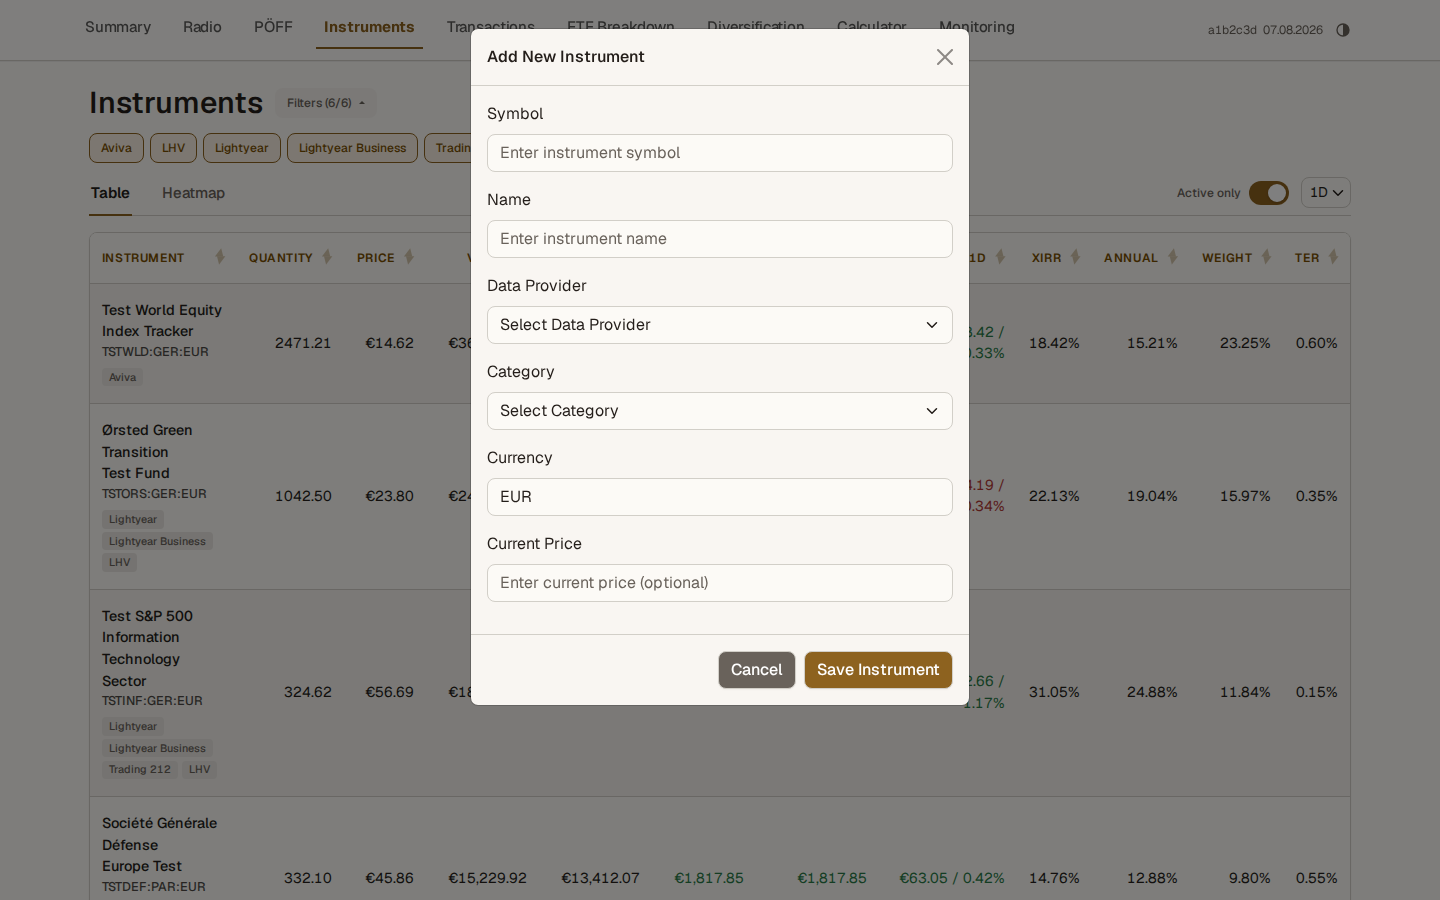 Summary Radio PÖFF Instruments Transactions ETF Breakdown Diversification Calculator Monitoring a1b2c3d 07.08.2026
Add New Instrument
Instruments Filters (6/6)
Symbol
Enter instrument symbol
Aviva LHV Lightyear Lightyear Business
Table Heatmap Active only 1D
Name
Enter instrument name
INSTRUMENT QUANTITY PRICE 1D XIRR ANNUAL WEIGHT TER
Data Provider
Select Data Provider
Test World Equity
Index Tracker
TSTWLD:GER:EUR
Aviva
2471.21 €14.62 18.42% 15.21% 23.25% 0.60%
Category
Select Category
Ørsted Green
Transition
Test Fund
TSTORS:GER:EUR
Lightyear
Lightyear Business
LHV
1042.50 €23.80 22.13% 19.04% 15.97% 0.35%
Currency
EUR
Current Price
Enter current price (optional)
Test S&P 500
Information
Technology
Sector
TSTINF:GER:EUR
Lightyear
Lightyear Business
Trading 212 LHV
324.62 €56.69 31.05% 24.88% 11.84% 0.15%
Cancel Save Instrument
Société Générale
Défense
Europe Test
TSTDEF:PAR:EUR
332.10 €45.86 €15,229.92 €13,412.07 €1,817.85 €1,817.85 €63.05 / 0.42% 14.76% 12.88% 9.80% 0.55%